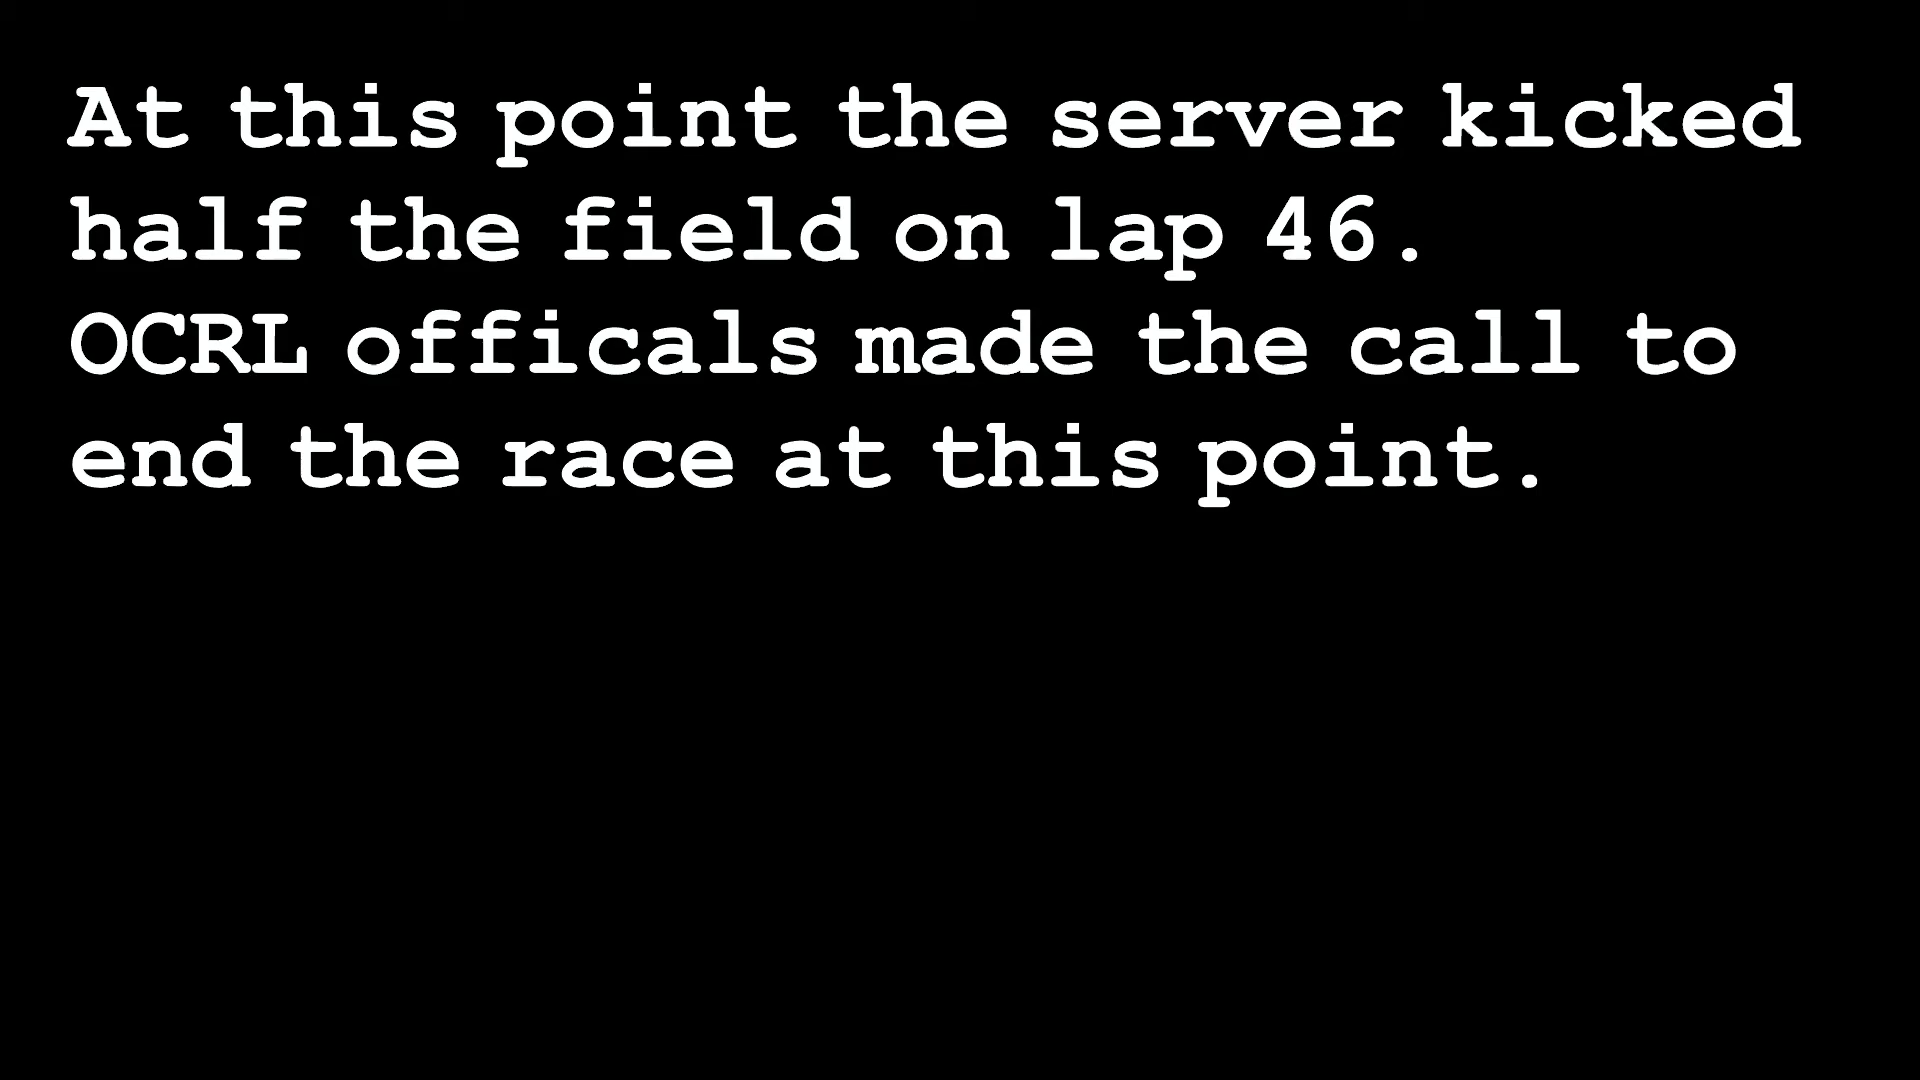 At this point the server kicked
half the field on lap 46.
OCRL officals made the call to
end the race at this point.